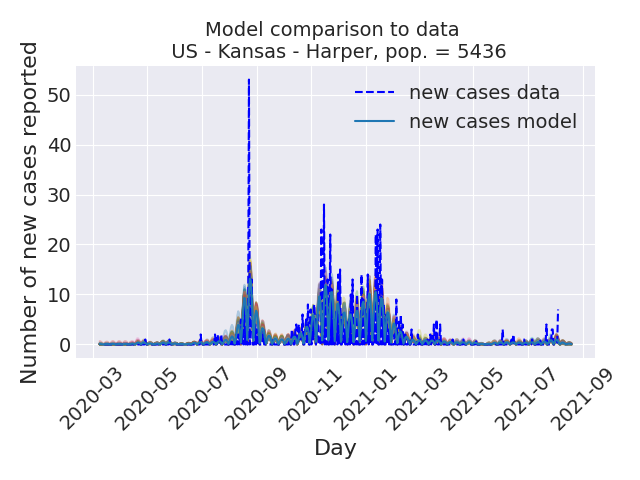 Model comparison to data
US - Kansas - Harper, pop. = 5436
Number of new cases reported
50
40
30
20
10
0
new cases data
new cases model
2020-03
2020-05
2020-07
2020-09
2020-11
2021-01
2021-03
2021-05
2021-07
2021-09
Day